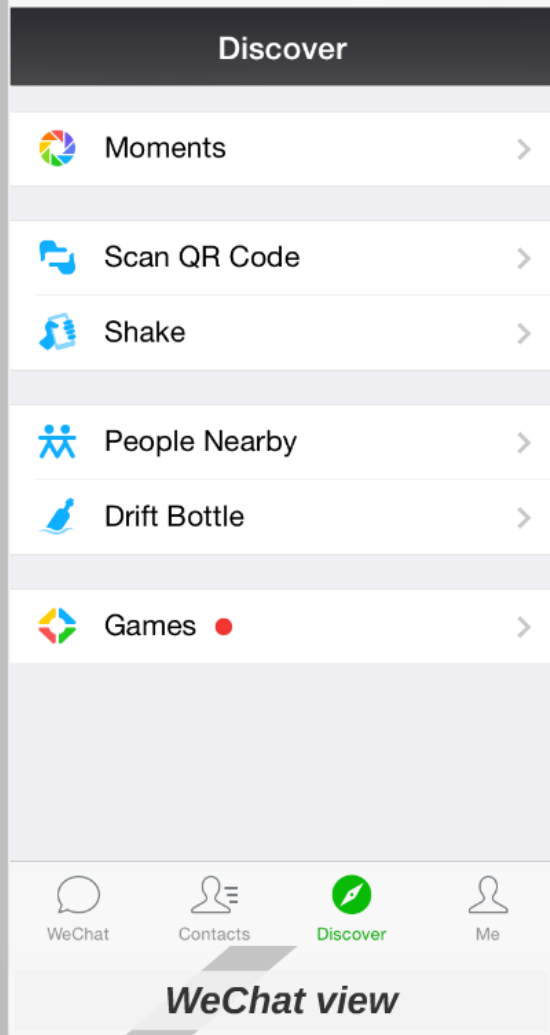 Discover
Moments
Scan QR Code
Shake
People Nearby
Drift Bottle
Games
WeChat
Contacts
Discover
Me
WeChat view